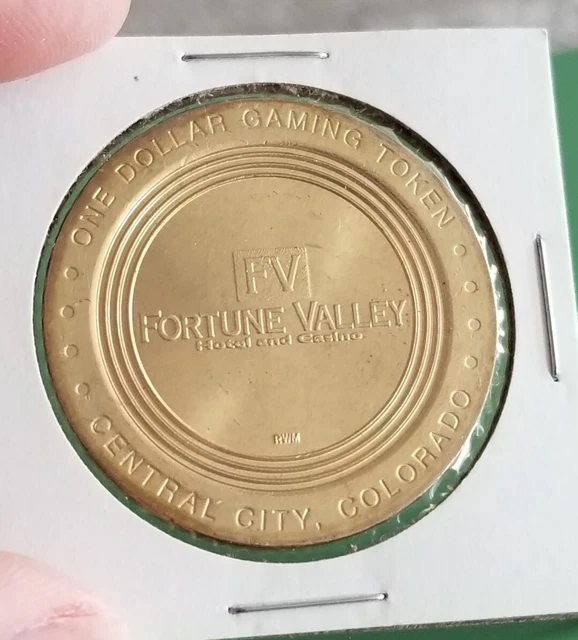 ONE DOLLAR GAMING TOKEN
FV
FORTUNE VALLEY
Hotel and Casino
RWM
CENTRAL CITY, COLORADO